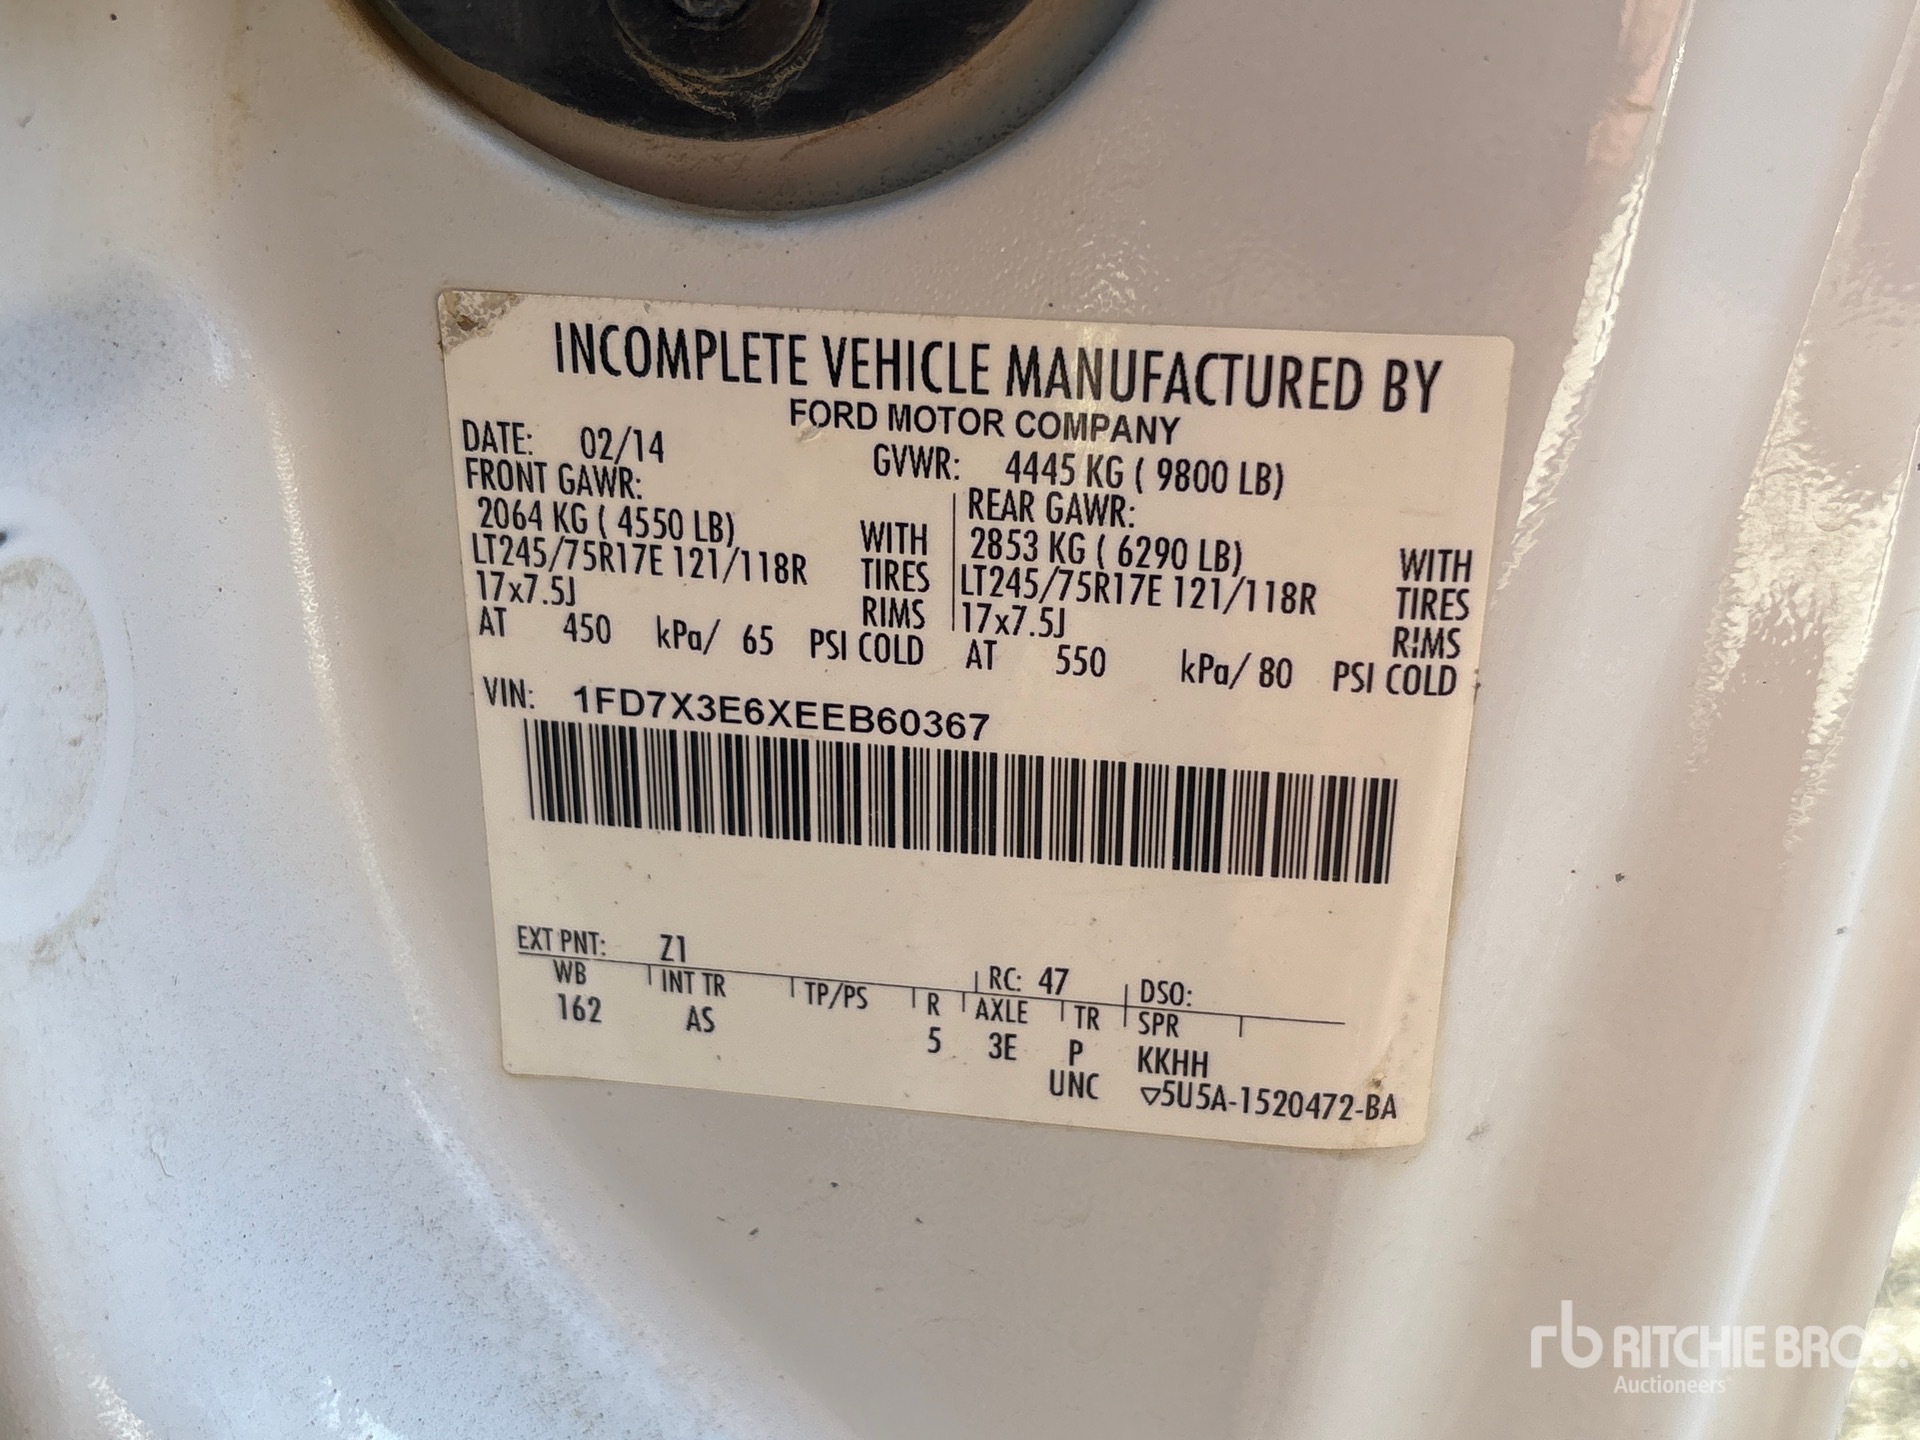 INCOMPLETE VEHICLE MANUFACTURED BY
FORD MOTOR COMPANY
DATE: 02/14 GVWR: 4445 KG ( 9800 LB)
FRONT GAWR: REAR GAWR:
2064 KG ( 4550 LB) WITH 2853 KG ( 6290 LB) WITH
LT245/75R17E 121/118R TIRES LT245/75R17E 121/118R TIRES
17x7.5J RIMS 17x7.5J RIMS
AT 450 kPa/ 65 PSI COLD AT 550 kPa/ 80 PSI COLD
VIN: 1FD7X3E6XEEB60367
EXT PNT: Z1 RC: 47 DSO:
WB INT TR TP/PS R AXLE TR SPR
162 AS 5 3E P KKHH
UNC ▽5U5A-1520472-BA
rb RITCHIE BROS.
Auctioneers